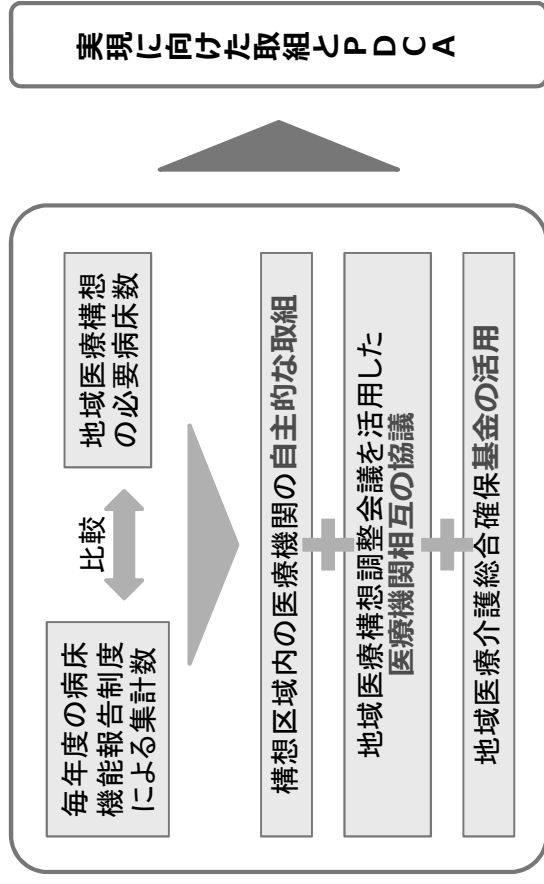 毎年度の病床
機能報告制度
による集計数
比較
地域医療構想
の必要病床数
構想区域内の医療機関の自主的な取組
地域医療構想調整会議を活用した
医療機関相互の協議
地域医療介護総合確保基金の活用
実現に向けた取組とPDCA